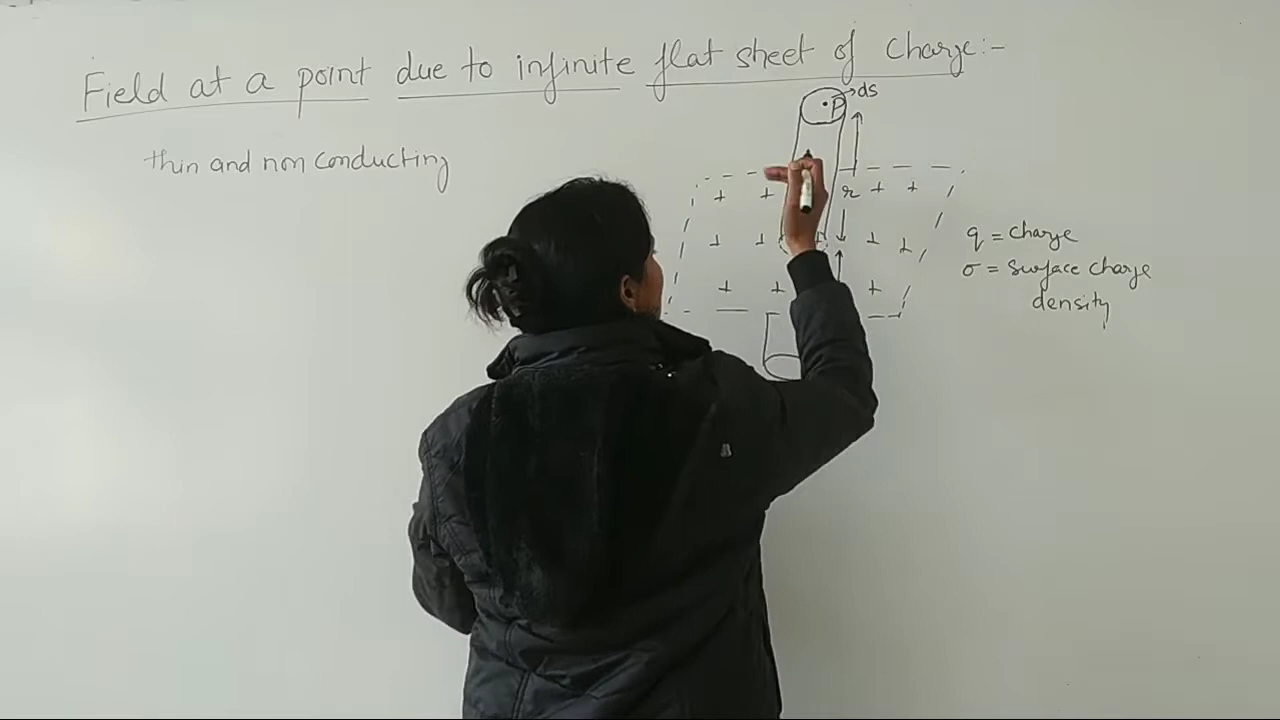 Field at a point due to infinite flat sheet of charge:-
ds
P
thin and non conducting
+ + r + +
+ + + + +
+ + +
q = charge
σ = surface charge
density